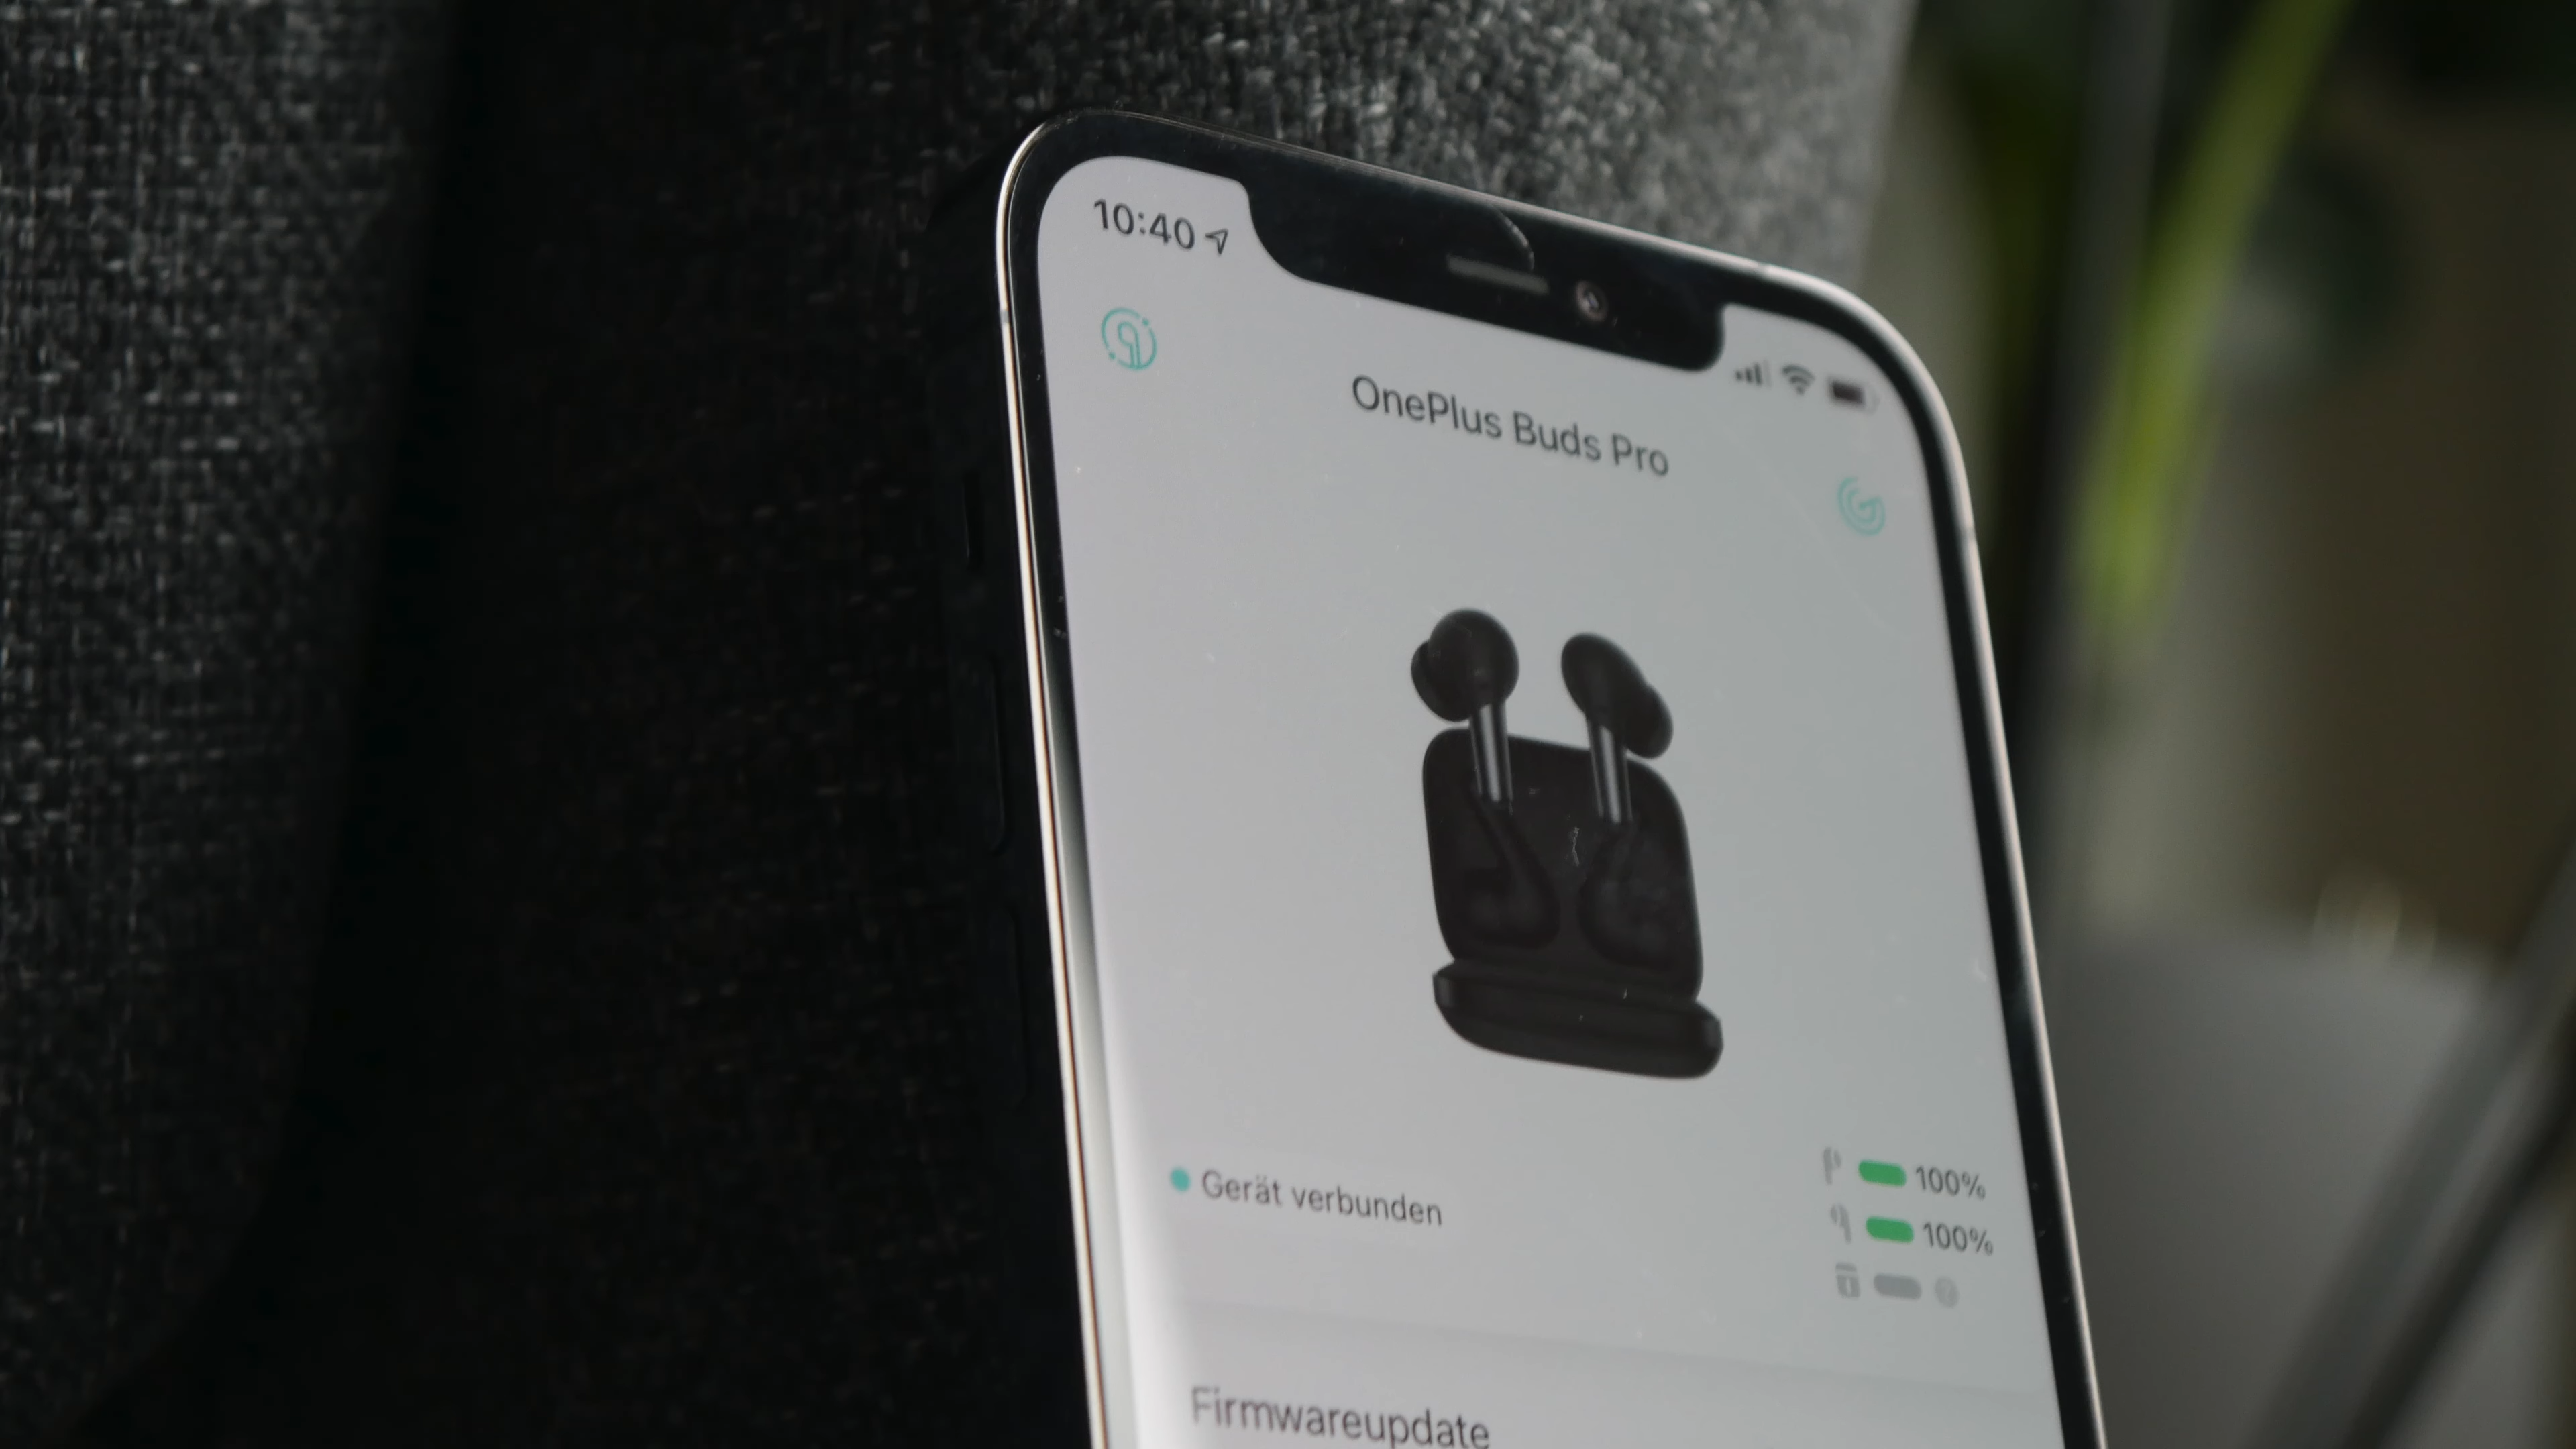 10:40
OnePlus Buds Pro
Gerät verbunden
100%
100%
Firmwareupdate